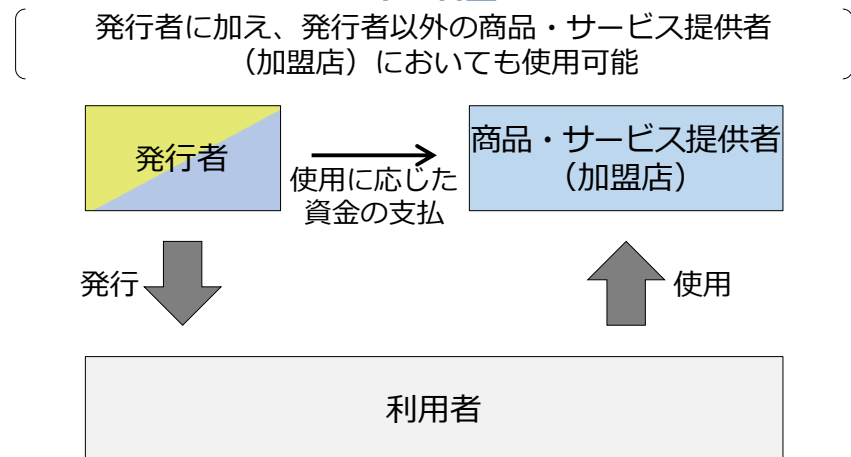 発行者に加え、発行者以外の商品・サービス提供者
（加盟店）においても使用可能
発行者
使用に応じた
資金の支払
商品・サービス提供者
（加盟店）
発行
使用
利用者